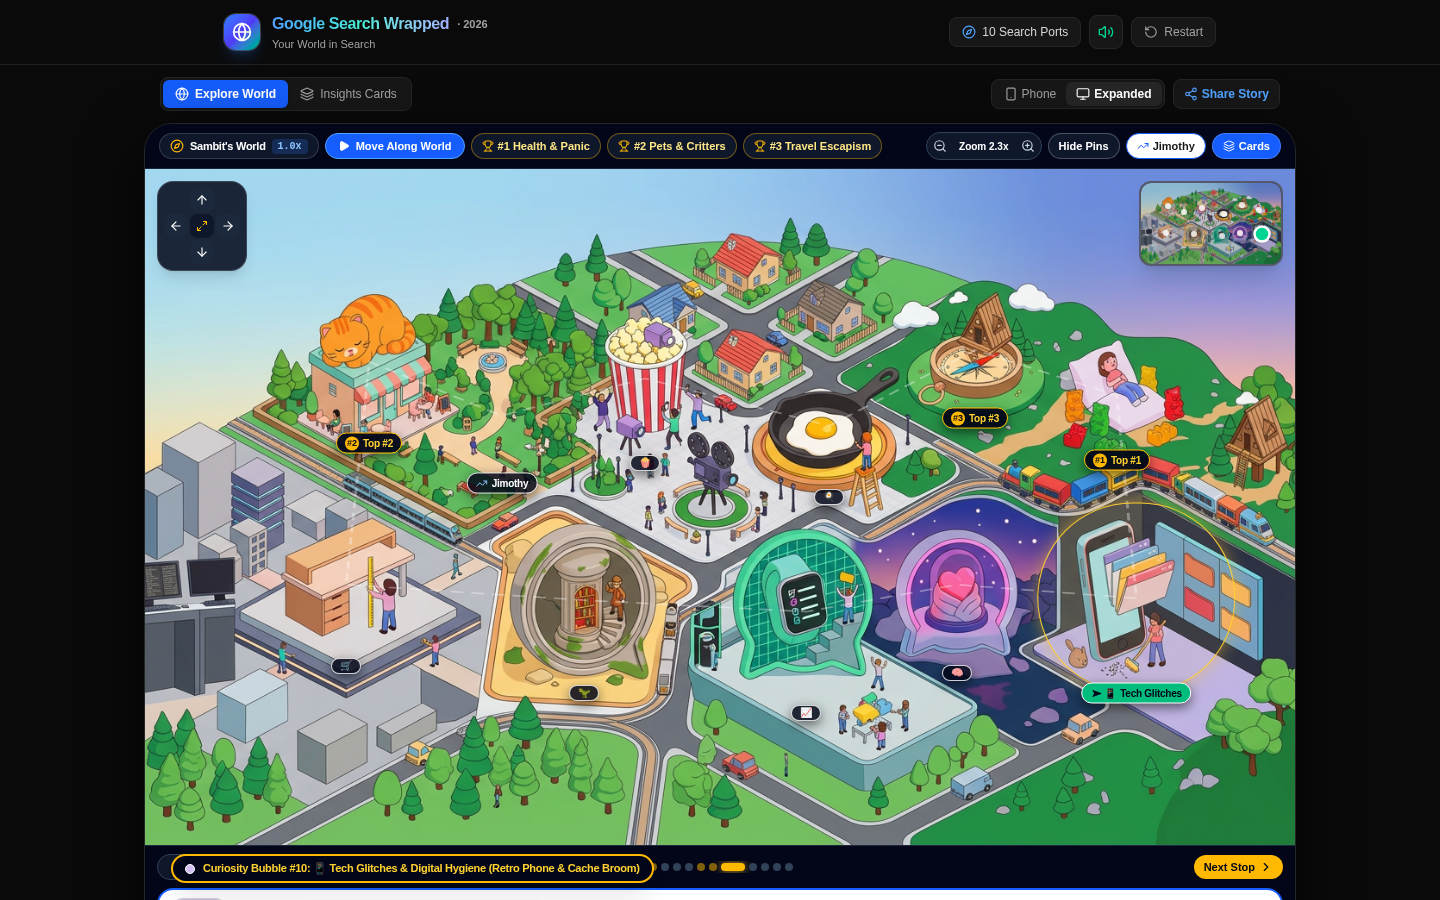 Google Search Wrapped · 2026
Your World in Search
10 Search Ports
Restart
Explore World
Insights Cards
Phone
Expanded
Share Story
Sambit's World 1.0x
Move Along World
#1 Health & Panic
#2 Pets & Critters
#3 Travel Escapism
Zoom 2.3x
Hide Pins
Jimothy
Cards
#2 Top #2
#3 Top #3
#1 Top #1
Jimothy
Tech Glitches
Curiosity Bubble #10: Tech Glitches & Digital Hygiene (Retro Phone & Cache Broom)
Next Stop